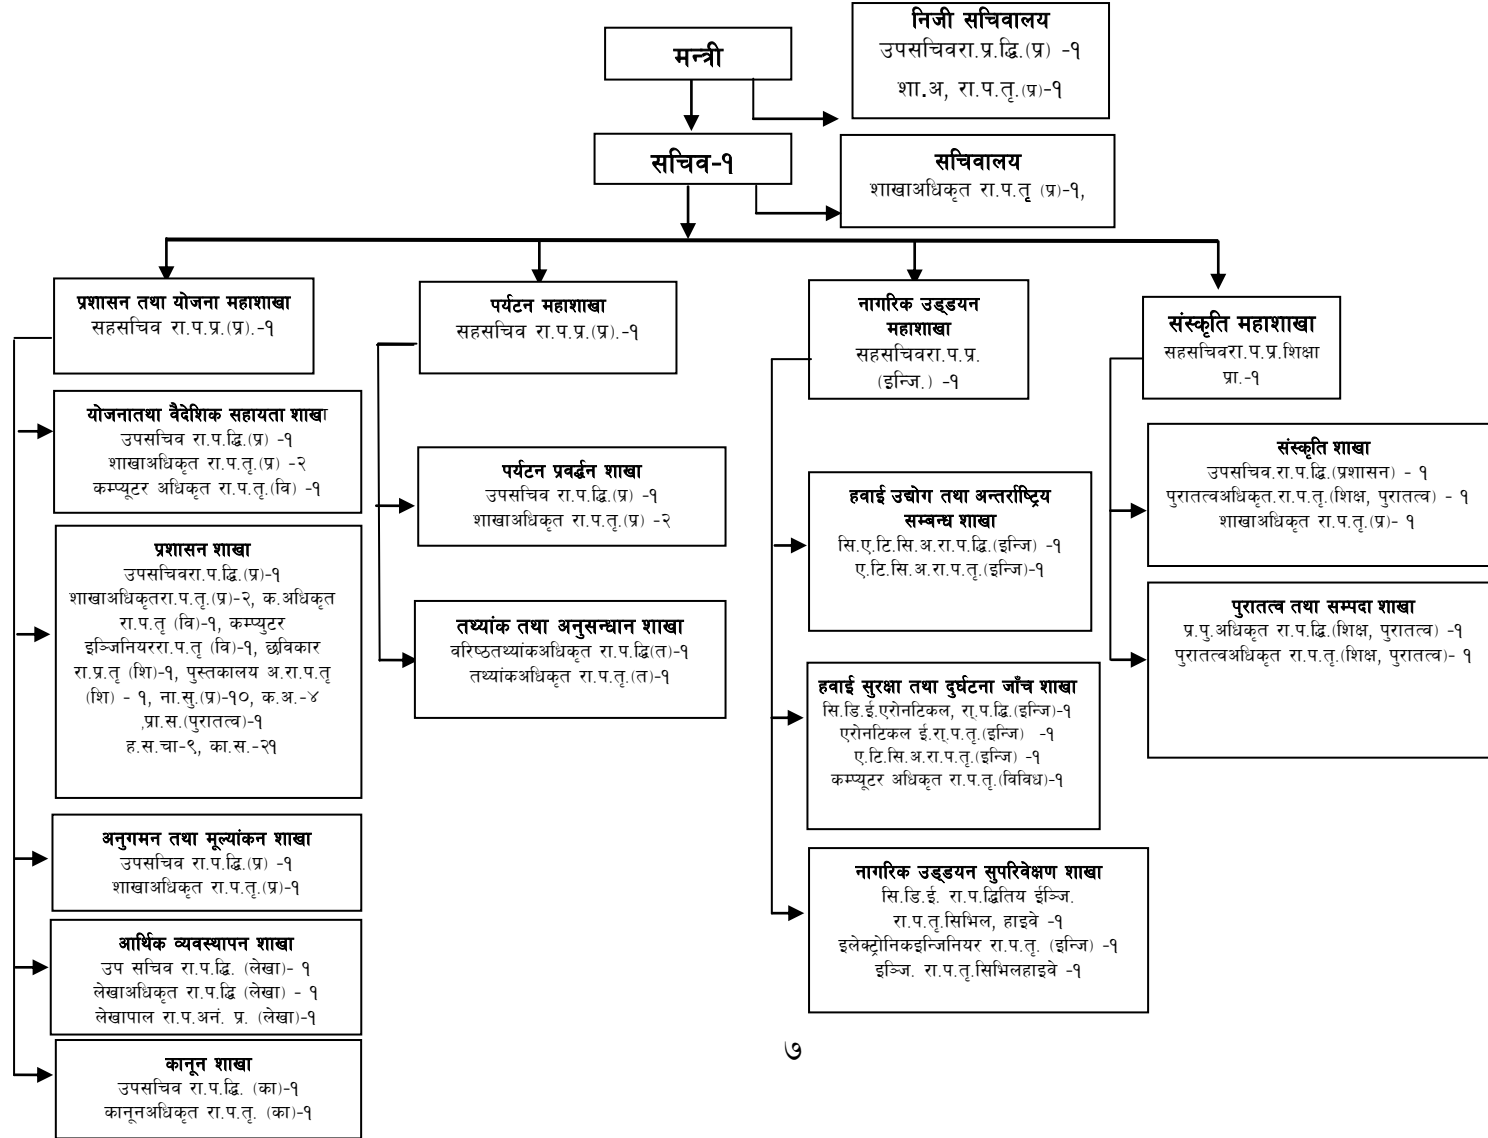 मन्त्री
निजी सचिवालय
उपसचिवरा.प्र.द्धि.(प्र) -१
शा.अ, रा.प.तृ.(प्र)-१
सचिव-१
सचिवालय
शाखाअधिकृत रा.प.तृ (प्र)-१,
प्रशासन तथा योजना महाशाखा
सहसचिव रा.प.प्र.(प्र).-१
योजनातथा वैदेशिक सहायता शाखा
उपसचिव रा.प.द्धि.(प्र) -१
शाखाअधिकृत रा.प.तृ.(प्र) -२
कम्प्यूटर अधिकृत रा.प.तृ.(वि) -१
प्रशासन शाखा
उपसचिवरा.प.द्धि.(प्र)-१
शाखाअधिकृतरा.प.तृ.(प्र)-२, क.अधिकृत
रा.प.तृ (वि)-१, कम्प्युटर
इञ्जिनियररा.प.तृ (वि)-१, छविकार
रा.प्र.तृ (शि)-१, पुस्तकालय अ.रा.प.तृ
(शि) - १, ना.सु.(प्र)-१०, क.अ.-४
,प्रा.स.(पुरातत्व)-१
ह.स.चा-९, का.स.-२१
अनुगमन तथा मूल्यांकन शाखा
उपसचिव रा.प.द्धि.(प्र) -१
शाखाअधिकृत रा.प.तृ.(प्र)-१
आर्थिक व्यवस्थापन शाखा
उप सचिव रा.प.द्धि. (लेखा)- १
लेखाअधिकृत रा.प.द्धि (लेखा) - १
लेखापाल रा.प.अनं. प्र. (लेखा)-१
कानून शाखा
उपसचिव रा.प.द्धि. (का)-१
कानूनअधिकृत रा.प.तृ. (का)-१
पर्यटन महाशाखा
सहसचिव रा.प.प्र.(प्र).-१
पर्यटन प्रवर्द्धन शाखा
उपसचिव रा.प.द्धि.(प्र) -१
शाखाअधिकृत रा.प.तृ.(प्र) -२
तथ्यांक तथा अनुसन्धान शाखा
वरिष्ठतथ्यांकअधिकृत रा.प.द्धि(त)-१
तथ्यांकअधिकृत रा.प.तृ.(त)-१
नागरिक उड्डयन
महाशाखा
सहसचिवरा.प.प्र.
(इन्जि.) -१
हवाई उद्योग तथा अन्तर्राष्ट्रिय
सम्बन्ध शाखा
सि.ए.टि.सि.अ.रा.प.द्धि.(इन्जि) -१
ए.टि.सि.अ.रा.प.तृ.(इन्जि)-१
हवाई सुरक्षा तथा दुर्घटना जाँच शाखा
सि.डि.ई.एरोनटिकल, रा्.प.द्धि.(इन्जि)-१
एरोनटिकल ई.रा्.प.तृ.(इन्जि) -१
ए.टि.सि.अ.रा.प.तृ.(इन्जि) -१
कम्प्यूटर अधिकृत रा.प.तृ.(विविध)-१
नागरिक उड्डयन सुपरिवेक्षण शाखा
सि.डि.ई. रा.प.द्धितिय ईञ्जि.
रा.प.तृ.सिभिल, हाइवे -१
इलेक्ट्रोनिकइन्जिनियर रा.प.तृ. (इन्जि) -१
इञ्जि. रा.प.तृ.सिभिलहाइवे -१
संस्कृति महाशाखा
सहसचिवरा.प.प्र.शिक्षा
प्रा.-१
संस्कृति शाखा
उपसचिव.रा.प.द्धि.(प्रशासन) - १
पुरातत्वअधिकृत.रा.प.तृ.(शिक्ष, पुरातत्व) - १
शाखाअधिकृत रा.प.तृ.(प्र)- १
पुरातत्व तथा सम्पदा शाखा
प्र.पु.अधिकृत रा.प.द्धि.(शिक्ष, पुरातत्व) -१
पुरातत्वअधिकृत रा.प.तृ.(शिक्ष, पुरातत्व)- १
७